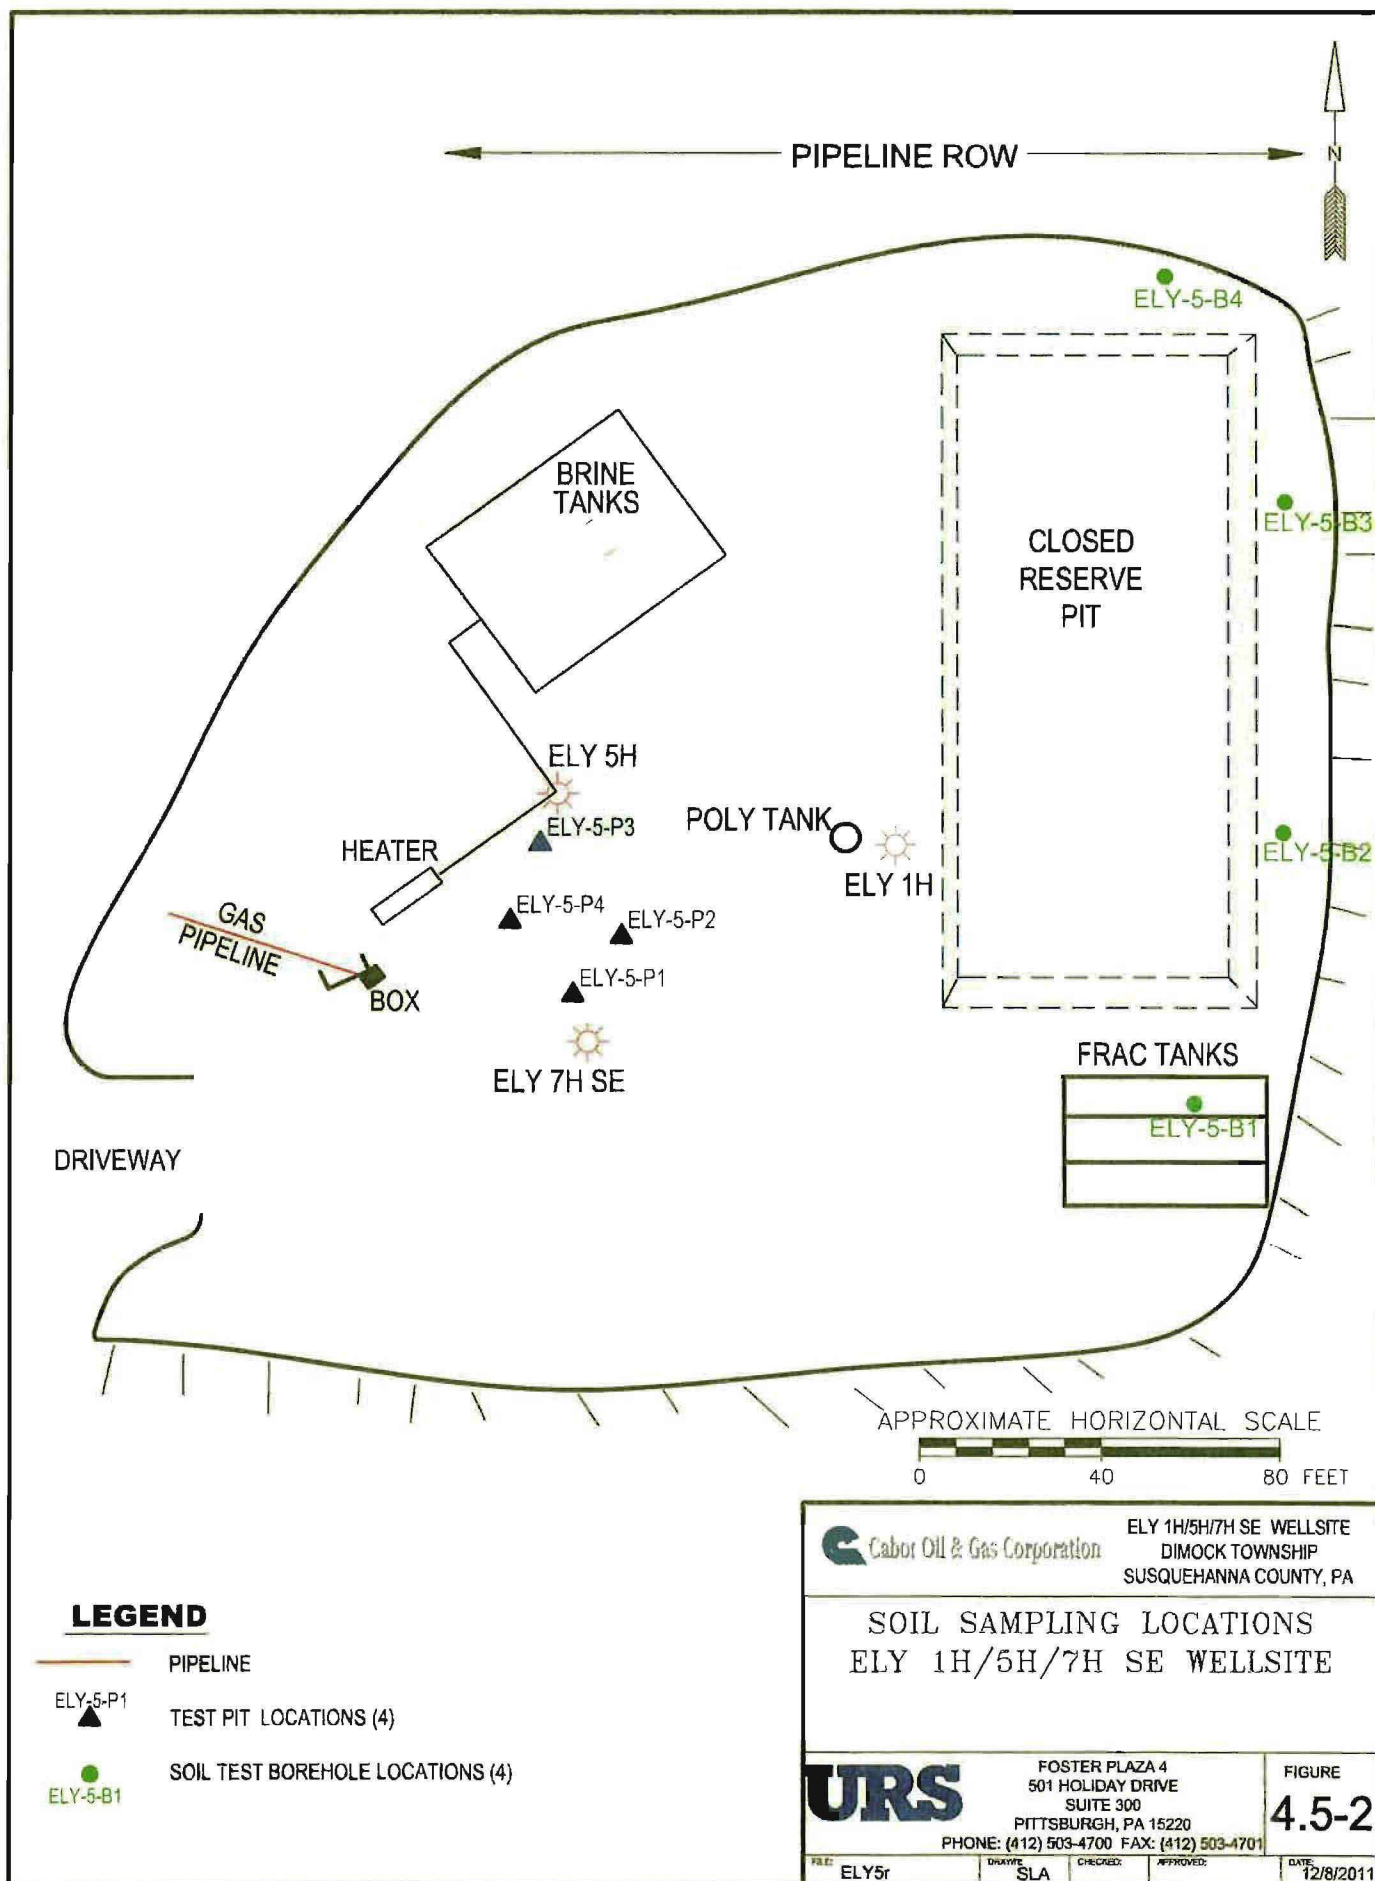 PIPELINE ROW
N
ELY-5-B4
BRINE
TANKS
ELY-5-B3
CLOSED
RESERVE
PIT
ELY 5H
ELY-5-P3
POLY TANK
ELY-5-B2
HEATER
ELY 1H
GAS
PIPELINE
ELY-5-P4
ELY-5-P2
ELY-5-P1
BOX
ELY 7H SE
FRAC TANKS
ELY-5-B1
DRIVEWAY
APPROXIMATE HORIZONTAL SCALE
0 40 80 FEET
LEGEND
PIPELINE
ELY-5-P1
TEST PIT LOCATIONS (4)
SOIL TEST BOREHOLE LOCATIONS (4)
ELY-5-B1
Cabot Oil & Gas Corporation
ELY 1H/5H/7H SE WELLSITE
DIMOCK TOWNSHIP
SUSQUEHANNA COUNTY, PA
SOIL SAMPLING LOCATIONS
ELY 1H/5H/7H SE WELLSITE
URS
FOSTER PLAZA 4
501 HOLIDAY DRIVE
SUITE 300
PITTSBURGH, PA 15220
PHONE: (412) 503-4700 FAX: (412) 503-4701
FIGURE
4.5-2
FILE:
ELY5r
SLA
CHECKED:
APPROVED:
DATE:
12/8/2011